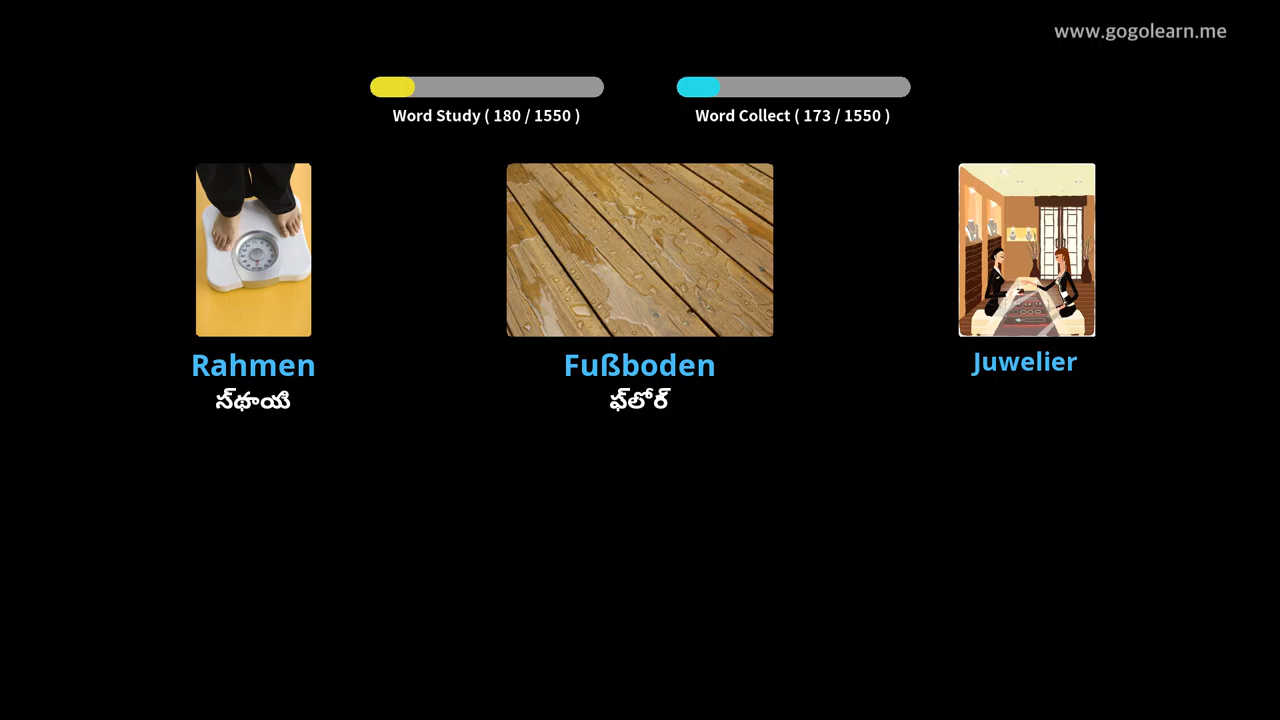 www.gogolearn.me
Word Study ( 180 / 1550 )
Word Collect ( 173 / 1550 )
Rahmen
స్థాయి
Fußboden
ఫ్లోర్
Juwelier